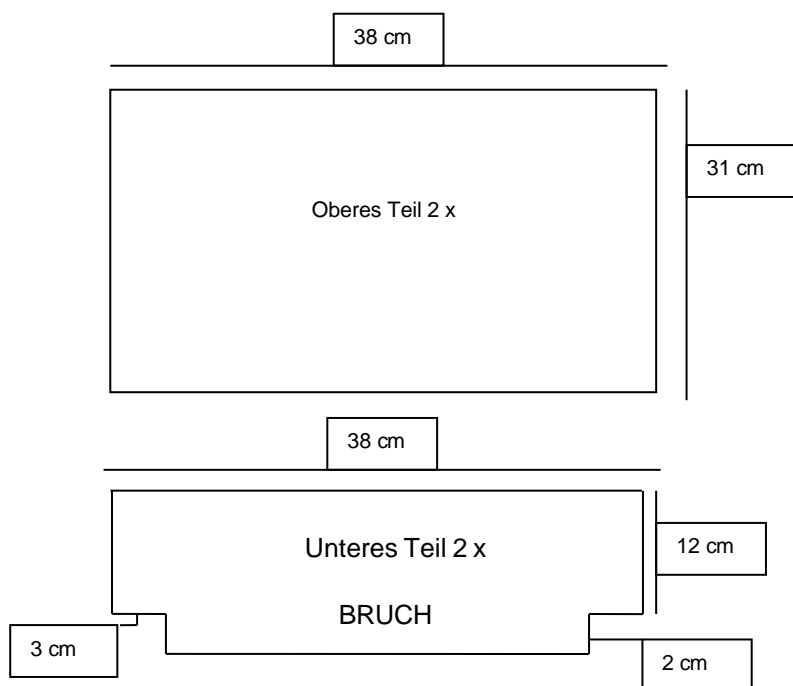 38 cm
31 cm
Oberes Teil 2 x
38 cm
Unteres Teil 2 x
12 cm
BRUCH
3 cm
2 cm